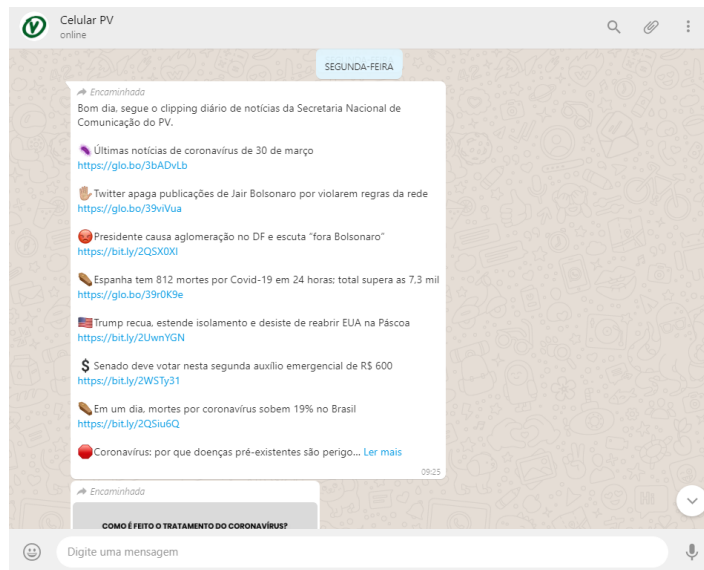 Celular PV
online
SEGUNDA-FEIRA
Encaminhada
Bom dia, segue o clipping diário de notícias da Secretaria Nacional de
Comunicação do PV.
Últimas notícias de coronavírus de 30 de março
https://glo.bo/3bADvLb
Twitter apaga publicações de Jair Bolsonaro por violarem regras da rede
https://glo.bo/39viVua
Presidente causa aglomeração no DF e escuta “fora Bolsonaro”
https://bit.ly/2QSX0XI
Espanha tem 812 mortes por Covid-19 em 24 horas; total supera as 7,3 mil
https://glo.bo/39r0K9e
Trump recua, estende isolamento e desiste de reabrir EUA na Páscoa
https://bit.ly/2UwnYGN
$ Senado deve votar nesta segunda auxílio emergencial de R$ 600
https://bit.ly/2WSTy31
Em um dia, mortes por coronavírus sobem 19% no Brasil
https://bit.ly/2QSiu6Q
Coronavírus: por que doenças pré-existentes são perigo... Ler mais
09:25
Encaminhada
COMO É FEITO O TRATAMENTO DO CORONAVÍRUS?
Digite uma mensagem